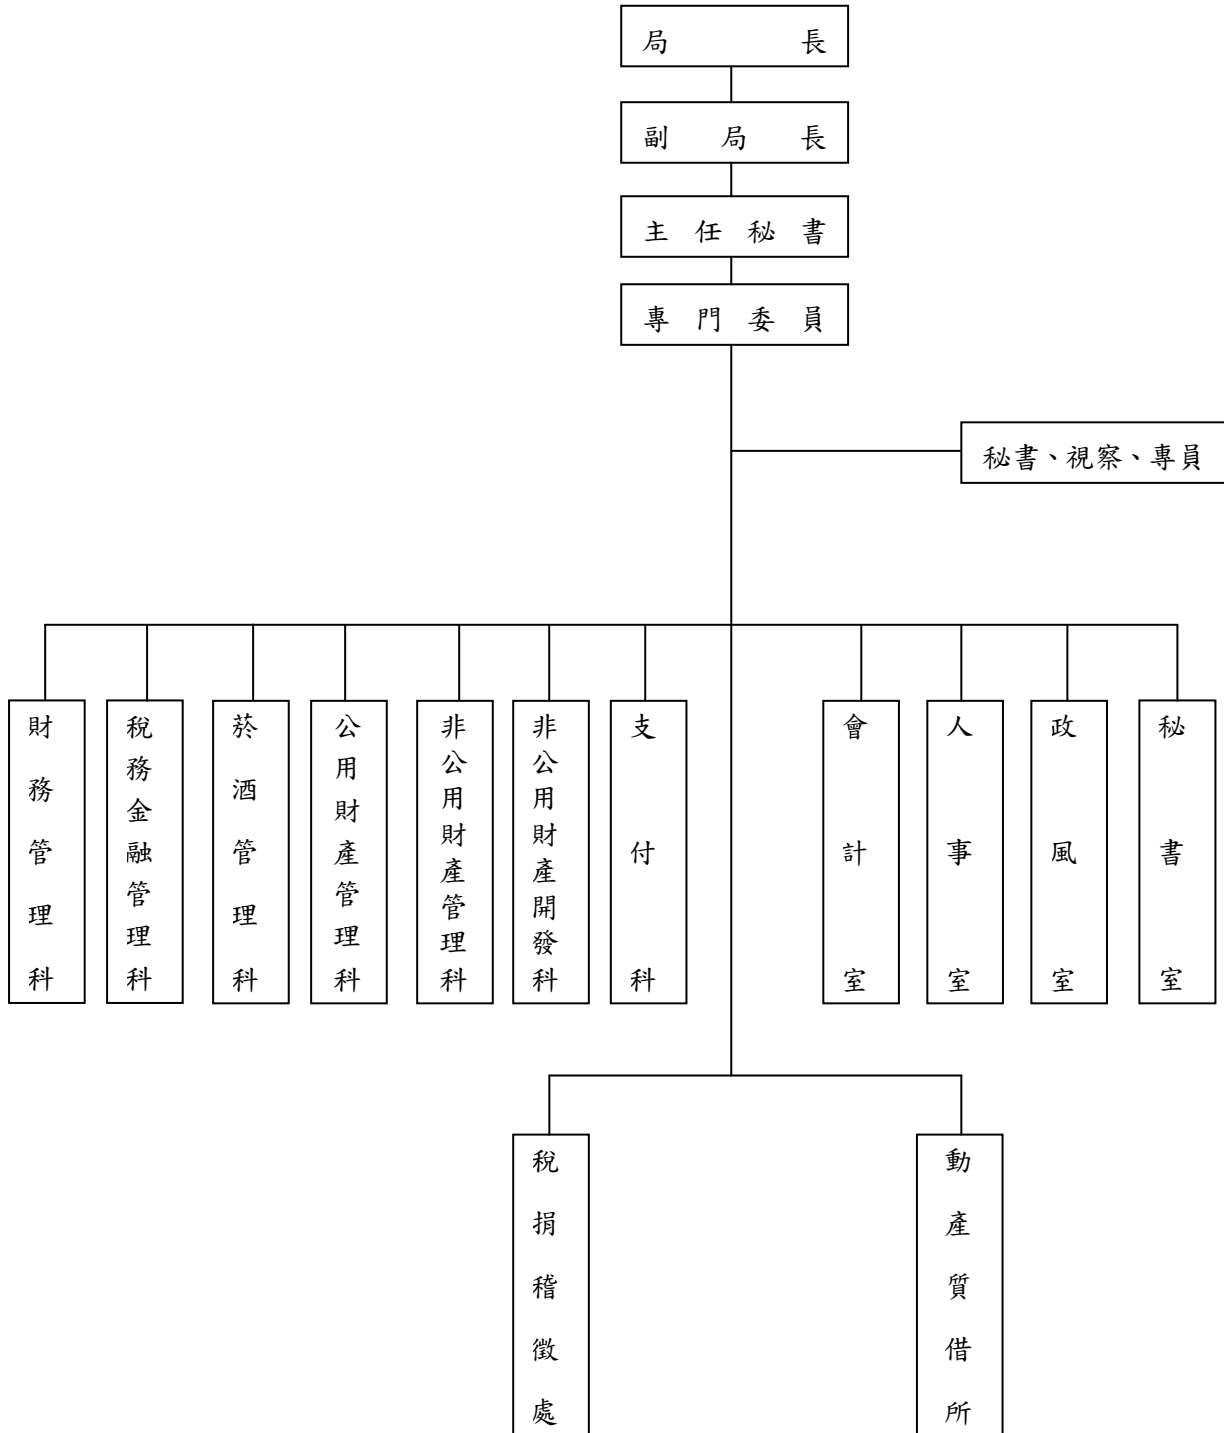 局長
副局長
主任秘書
專門委員
秘書、視察、專員
財務管理科
稅務金融管理科
菸酒管理科
公用財產管理科
非公用財產管理科
非公用財產開發科
支付科
會計室
人事室
政風室
秘書室
稅捐稽徵處
動產質借所